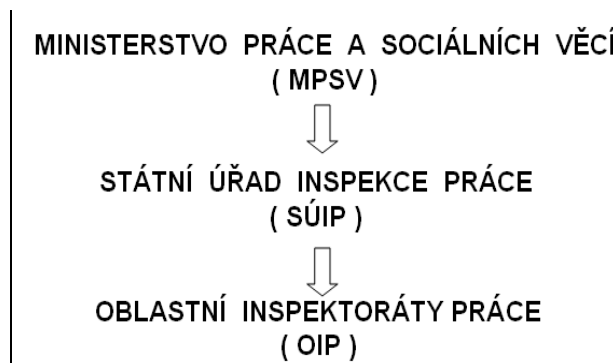 MINISTERSTVO PRÁCE A SOCIÁLNÍCH VĚCÍ
( MPSV )
STÁTNÍ ÚŘAD INSPEKCE PRÁCE
( SÚIP )
OBLASTNÍ INSPEKTORÁTY PRÁCE
( OIP )